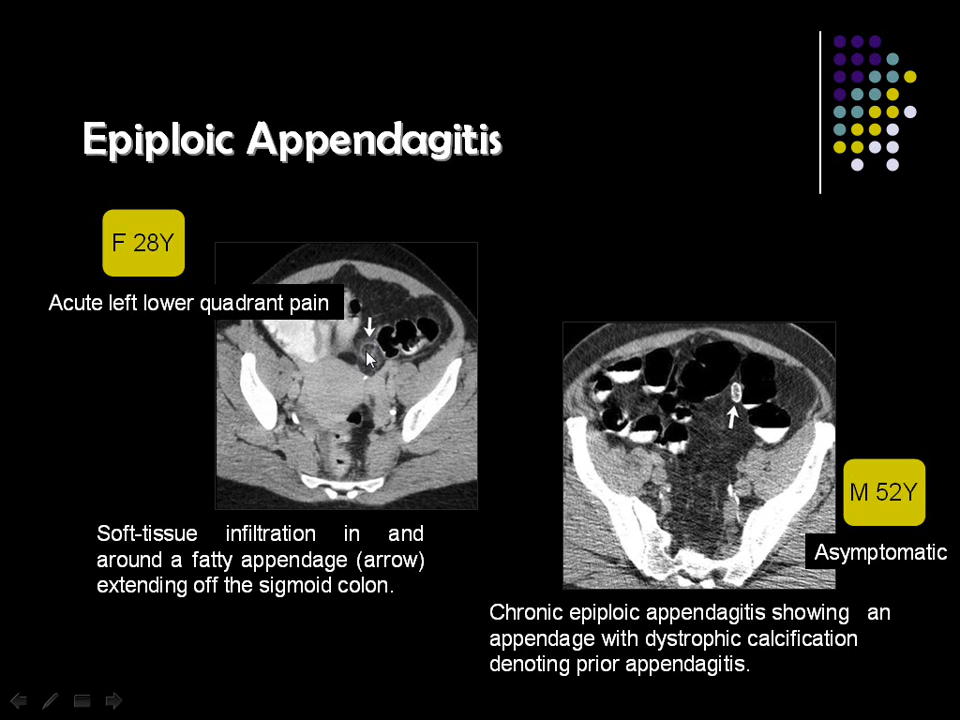 Epiploic Appendagitis
F 28Y
Acute left lower quadrant pain
Soft-tissue infiltration in and
around a fatty appendage (arrow)
extending off the sigmoid colon.
M 52Y
Asymptomatic
Chronic epiploic appendagitis showing an
appendage with dystrophic calcification
denoting prior appendagitis.